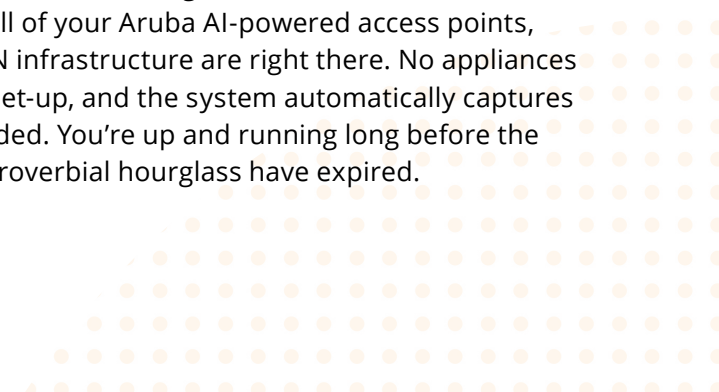 ll of your Aruba AI-powered access points,
N infrastructure are right there. No appliances
et-up, and the system automatically captures
ded. You’re up and running long before the
roverbial hourglass have expired.